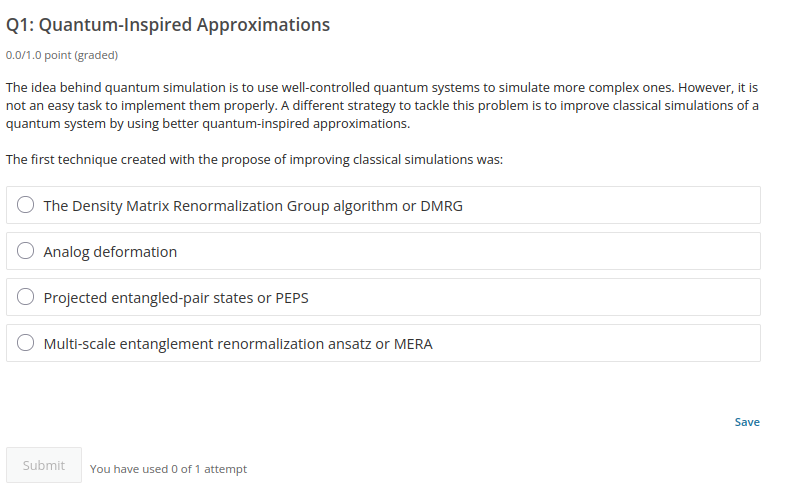 Q1: Quantum-Inspired Approximations
0.0/1.0 point (graded)
The idea behind quantum simulation is to use well-controlled quantum systems to simulate more complex ones. However, it is
not an easy task to implement them properly. A different strategy to tackle this problem is to improve classical simulations of a
quantum system by using better quantum-inspired approximations.
The first technique created with the propose of improving classical simulations was:
The Density Matrix Renormalization Group algorithm or DMRG
Analog deformation
Projected entangled-pair states or PEPS
Multi-scale entanglement renormalization ansatz or MERA
Save
Submit You have used 0 of 1 attempt